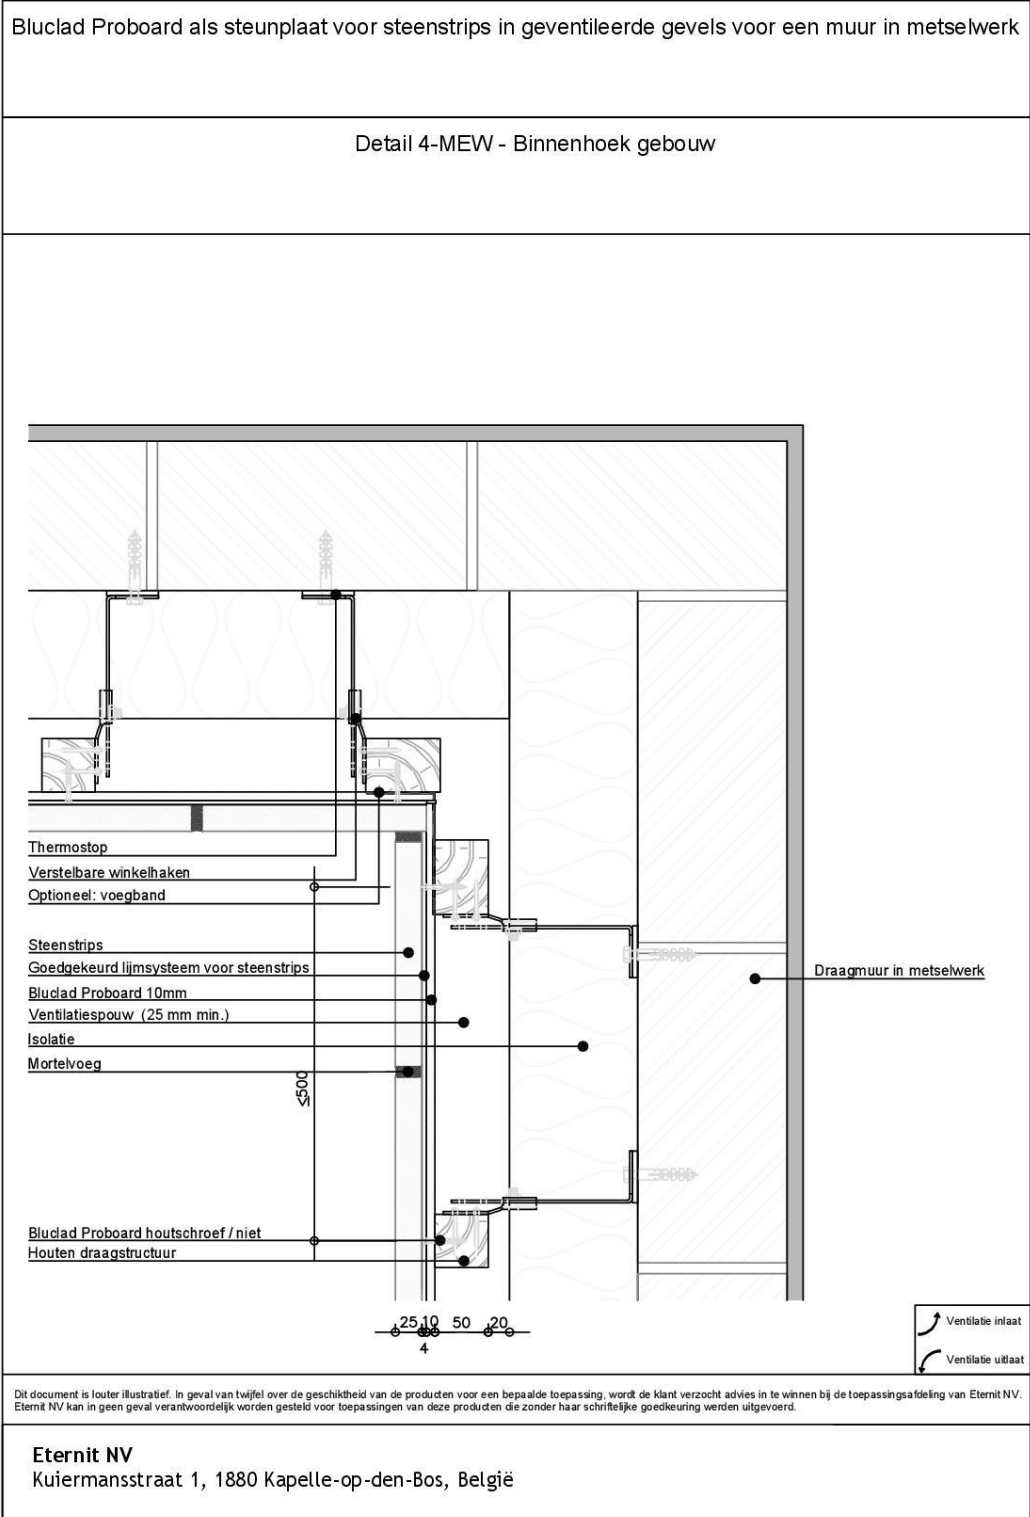 Bluclad Proboard als steunplaat voor steenstrips in geventileerde gevels voor een muur in metselwerk
Detail 4-MEW - Binnenhoek gebouw
Thermostop
Verstelbare winkelhaken
Optioneel: voegband
Steenstrips
Goedgekeurd lijmsysteem voor steenstrips
Bluclad Proboard 10mm
Ventilatiespouw (25 mm min.)
Isolatie
Mortelvoeg
Draagmuur in metselwerk
≤500
Bluclad Proboard houtschroef / niet
Houten draagstructuur
25 10 50 20
4
Ventilatie inlaat
Ventilatie uitlaat
Dit document is louter illustratief. In geval van twijfel over de geschiktheid van de producten voor een bepaalde toepassing, wordt de klant verzocht advies in te winnen bij de toepassingsafdeling van Eternit NV.
Eternit NV kan in geen geval verantwoordelijk worden gesteld voor toepassingen van deze producten die zonder haar schriftelijke goedkeuring werden uitgevoerd.
Eternit NV
Kuiermansstraat 1, 1880 Kapelle-op-den-Bos, België